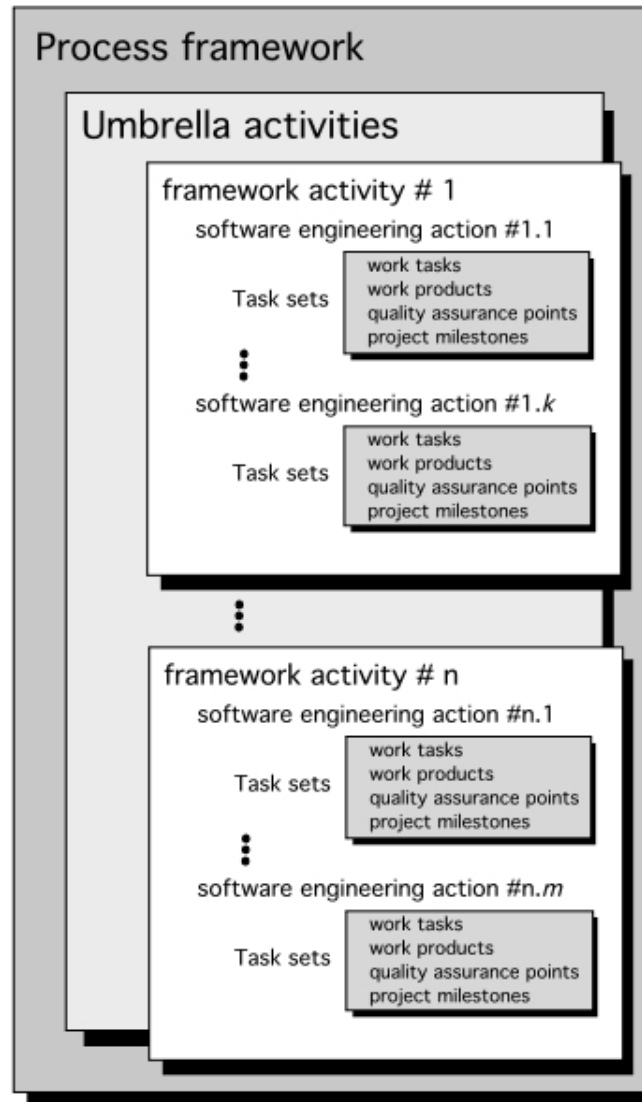 Process framework
Umbrella activities
framework activity # 1
software engineering action #1.1
Task sets
work tasks
work products
quality assurance points
project milestones
software engineering action #1.k
Task sets
work tasks
work products
quality assurance points
project milestones
framework activity # n
software engineering action #n.1
Task sets
work tasks
work products
quality assurance points
project milestones
software engineering action #n.m
Task sets
work tasks
work products
quality assurance points
project milestones